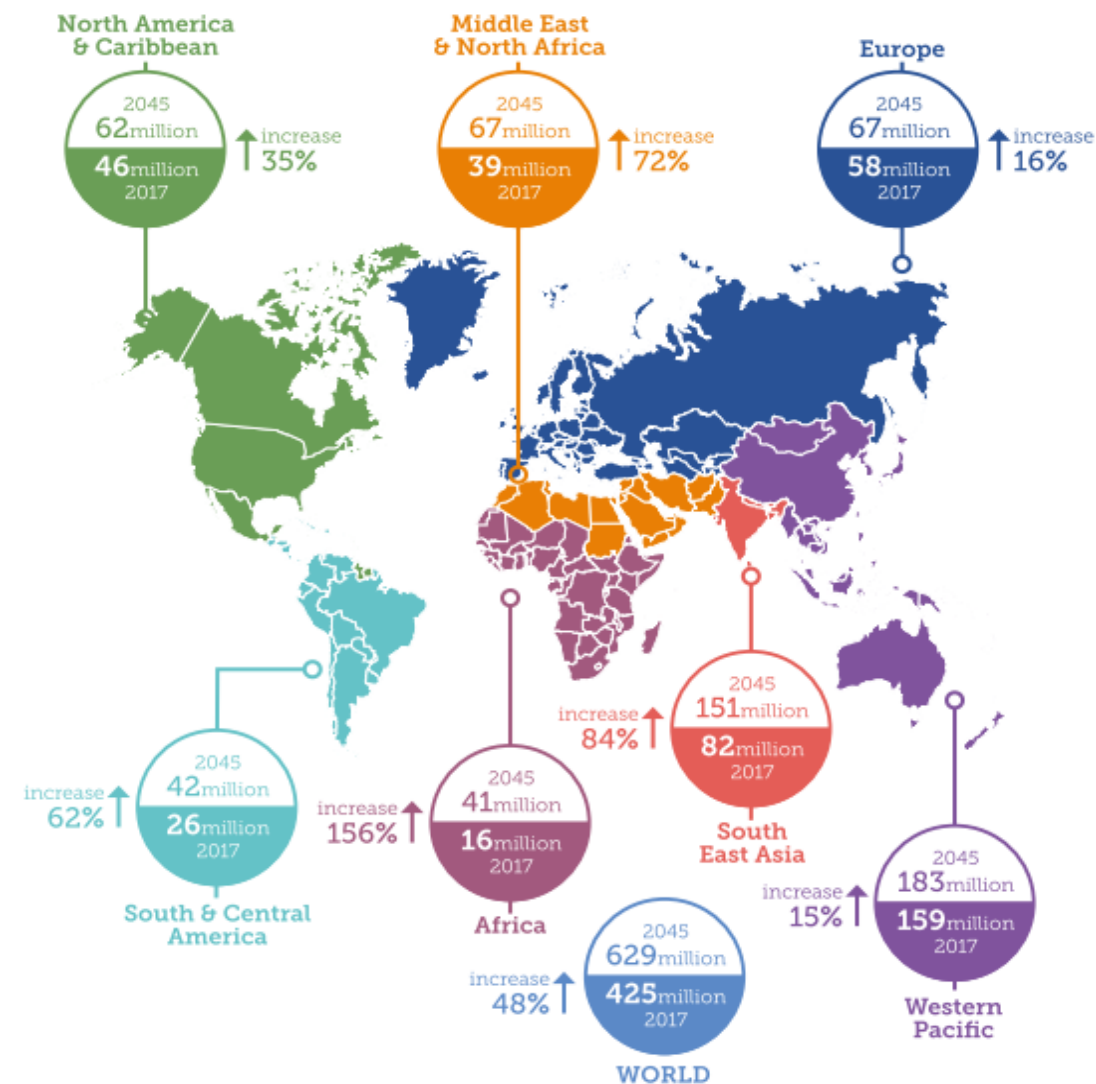 North America
& Caribbean
2045
62million
46million
2017
increase
35%
Middle East
& North Africa
2045
67million
39million
2017
increase
72%
Europe
2045
67million
58million
2017
increase
16%
increase
62%
2045
42million
26million
2017
South & Central
America
increase
156%
2045
41million
16million
2017
Africa
increase
84%
2045
151million
82million
2017
South
East Asia
increase
15%
2045
183million
159million
2017
Western
Pacific
increase
48%
2045
629million
425million
2017
WORLD